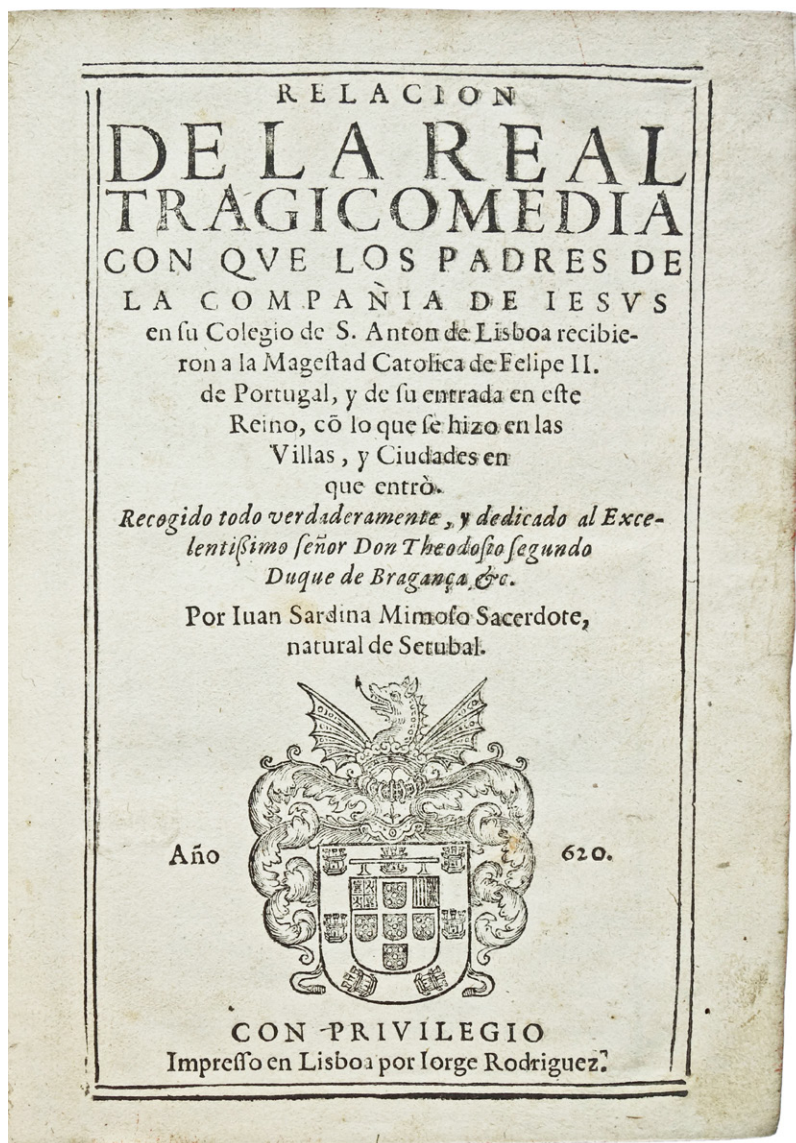 RELACION
DE LA REAL
TRAGICOMEDIA
CON QVE LOS PADRES DE
LA COMPAÑIA DE IESVS
en ſu Colegio de S. Anton de Lisboa recibie-
ron a la Mageſtad Catolica de Felipe II.
de Portugal, y de ſu entrada en eſte
Reino, cō lo que ſe hizo en las
Villas, y Ciudades en
que entrò.
Recogido todo verdaderamente, y dedicado al Exce-
lentiſsimo ſeñor Don Theodoſio ſegundo
Duque de Bragança, &c.
Por Iuan Sardina Mimoſo Sacerdote,
natural de Setubal.
Año 620.
CON PRIVILEGIO
Impreſſo en Lisboa por Iorge Rodriguez.